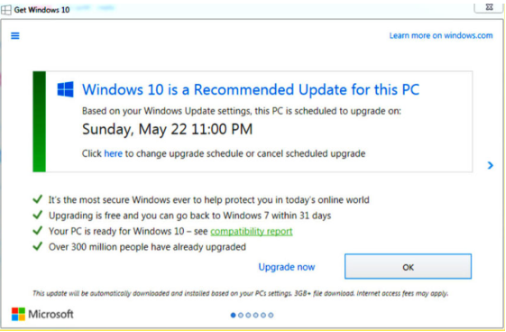 Get Windows 10
Learn more on windows.com
Windows 10 is a Recommended Update for this PC
Based on your Windows Update settings, this PC is scheduled to upgrade on:
Sunday, May 22 11:00 PM
Click here to change upgrade schedule or cancel scheduled upgrade
It's the most secure Windows ever to help protect you in today's online world
Upgrading is free and you can go back to Windows 7 within 31 days
Your PC is ready for Windows 10 – see compatibility report
Over 300 million people have already upgraded
Upgrade now
OK
This update will be automatically downloaded and installed based on your PCs settings. 3GB+ file download. Internet access fees may apply.
Microsoft